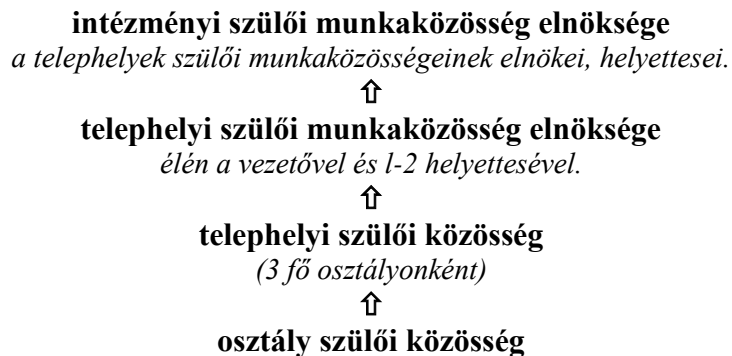 intézményi szülői munkaközösség elnöksége
a telephelyek szülői munkaközösségeinek elnökei, helyettesei.
⇧
telephelyi szülői munkaközösség elnöksége
élén a vezetővel és l-2 helyettesével.
⇧
telephelyi szülői közösség
(3 fő osztályonként)
⇧
osztály szülői közösség